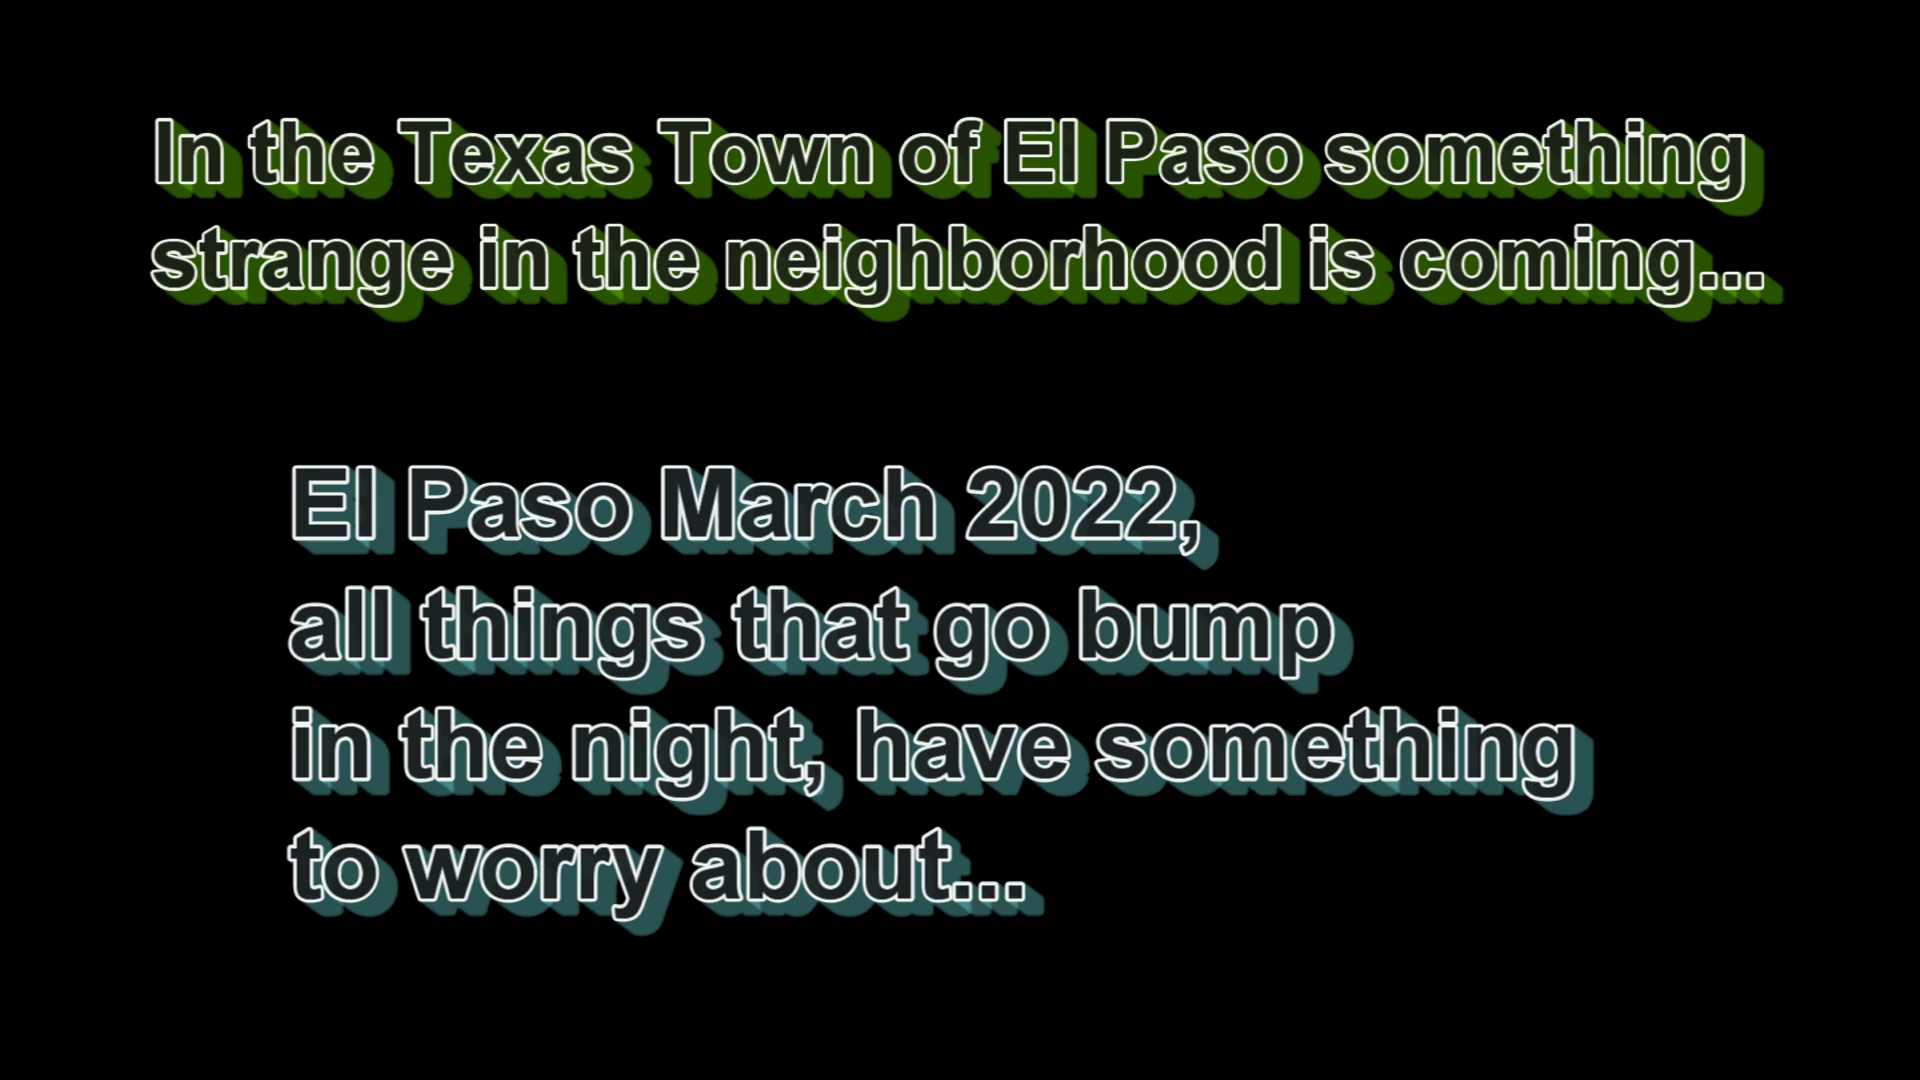 In the Texas Town of El Paso something
strange in the neighborhood is coming...
El Paso March 2022,
all things that go bump
in the night, have something
to worry about...